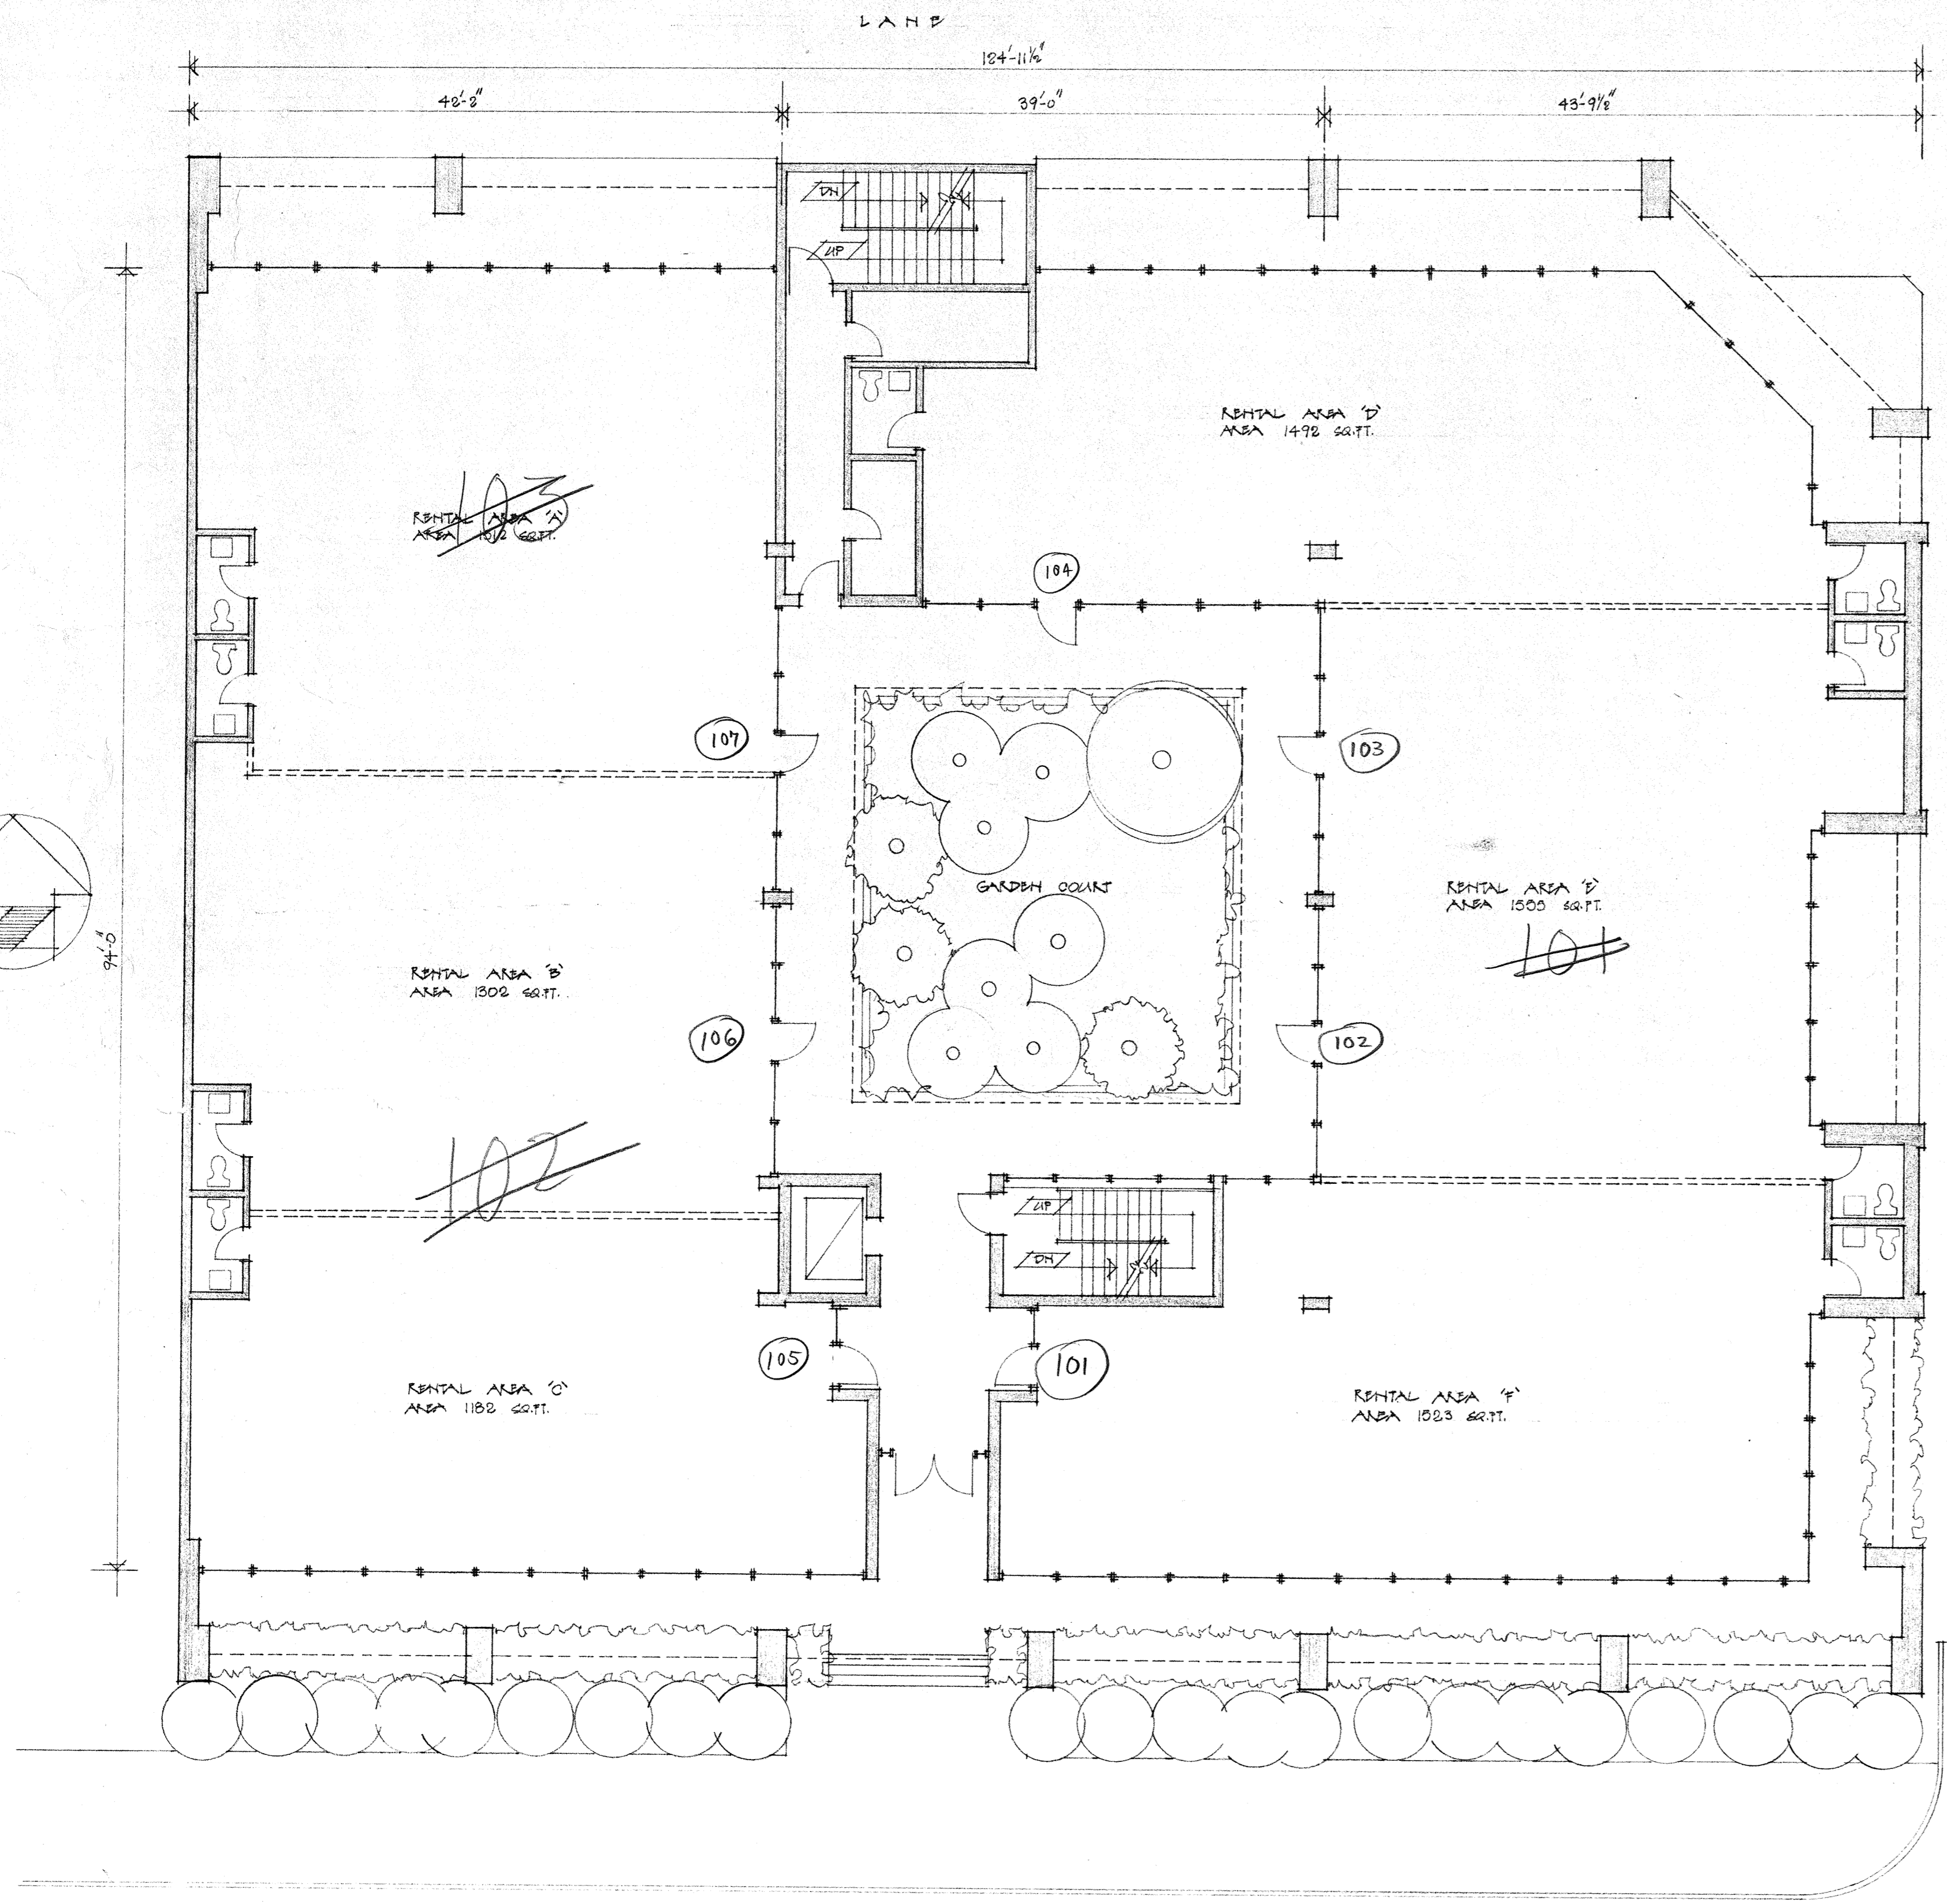 LANE
124'-11½"
42'-2"
39'-0"
43'-9½"
DN
UP
RENTAL AREA 'D'
AREA 1492 SQ.FT.
103
RENTAL AREA 'A'
AREA SQ.FT.
104
107
103
GARDEN COURT
RENTAL AREA 'E'
AREA SQ.FT.
101
94'-0"
RENTAL AREA 'B'
AREA 1302 SQ.FT.
106
102
102
UP
DN
105
101
RENTAL AREA 'C'
AREA 1182 SQ.FT.
RENTAL AREA 'F'
AREA 1523 SQ.FT.